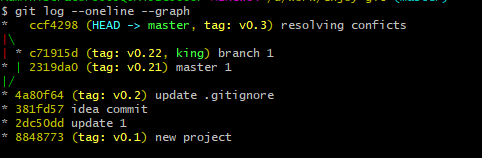 $ git log --oneline --graph
*   ccf4298 (HEAD -> master, tag: v0.3) resolving conficts
|\
| * c71915d (tag: v0.22, king) branch 1
* | 2319da0 (tag: v0.21) master 1
|/
* 4a80f64 (tag: v0.2) update .gitignore
* 381fd57 idea commit
* 2dc50dd update 1
* 8848773 (tag: v0.1) new project